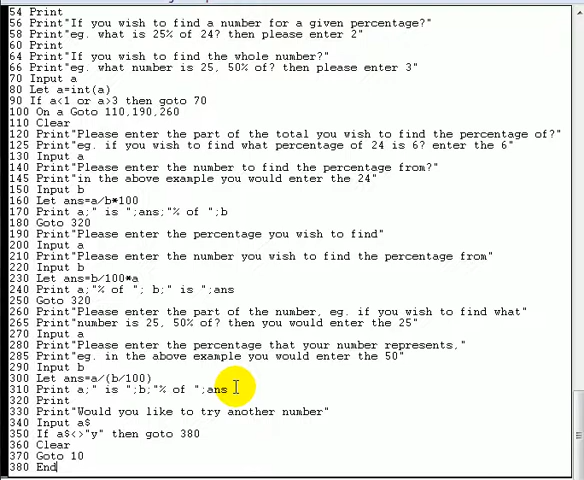 54 Print
56 Print"If you wish to find a number for a given percentage?"
58 Print"eg. what is 25% of 24? then please enter 2"
60 Print
64 Print"If you wish to find the whole number?"
66 Print"eg. what number is 25, 50% of? then please enter 3"
70 Input a
80 Let a=int(a)
90 If a<1 or a>3 then goto 70
100 On a Goto 110,190,260
110 Clear
120 Print"Please enter the part of the total you wish to find the percentage of?"
125 Print"eg. if you wish to find what percentage of 24 is 6? enter the 6"
130 Input a
140 Print"Please enter the number to find the percentage from?"
145 Print"in the above example you would enter the 24"
150 Input b
160 Let ans=a/b*100
170 Print a;" is ";ans;"% of ";b
180 Goto 320
190 Print"Please enter the percentage you wish to find"
200 Input a
210 Print"Please enter the number you wish to find the percentage from"
220 Input b
230 Let ans=b/100*a
240 Print a;"% of "; b;" is ";ans
250 Goto 320
260 Print"Please enter the part of the number, eg. if you wish to find what"
265 Print"number is 25, 50% of? then you would enter the 25"
270 Input a
280 Print"Please enter the percentage that your number represents,"
285 Print"eg. in the above example you would enter the 50"
290 Input b
300 Let ans=a/(b/100)
310 Print a;" is ";b;"% of ";ans
320 Print
330 Print"Would you like to try another number"
340 Input a$
350 If a$<>"y" then goto 380
360 Clear
370 Goto 10
380 End